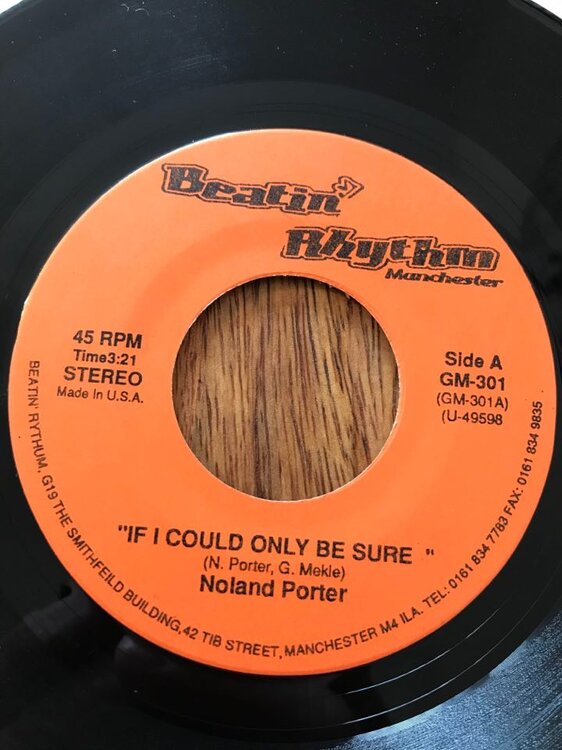 Beatin'
Rhythm
Manchester
45 RPM
Time3:21
STEREO
Made In U.S.A.
Side A
GM-301
(GM-301A)
(U-49598
"IF I COULD ONLY BE SURE "
(N. Porter, G. Mekle)
Noland Porter
BEATIN' RYTHUM, G19 THE SMITHFEILD BUILDING,42 TIB STREET, MANCHESTER M4 ILA. TEL: 0161 834 7783 FAX: 0161 834 9835